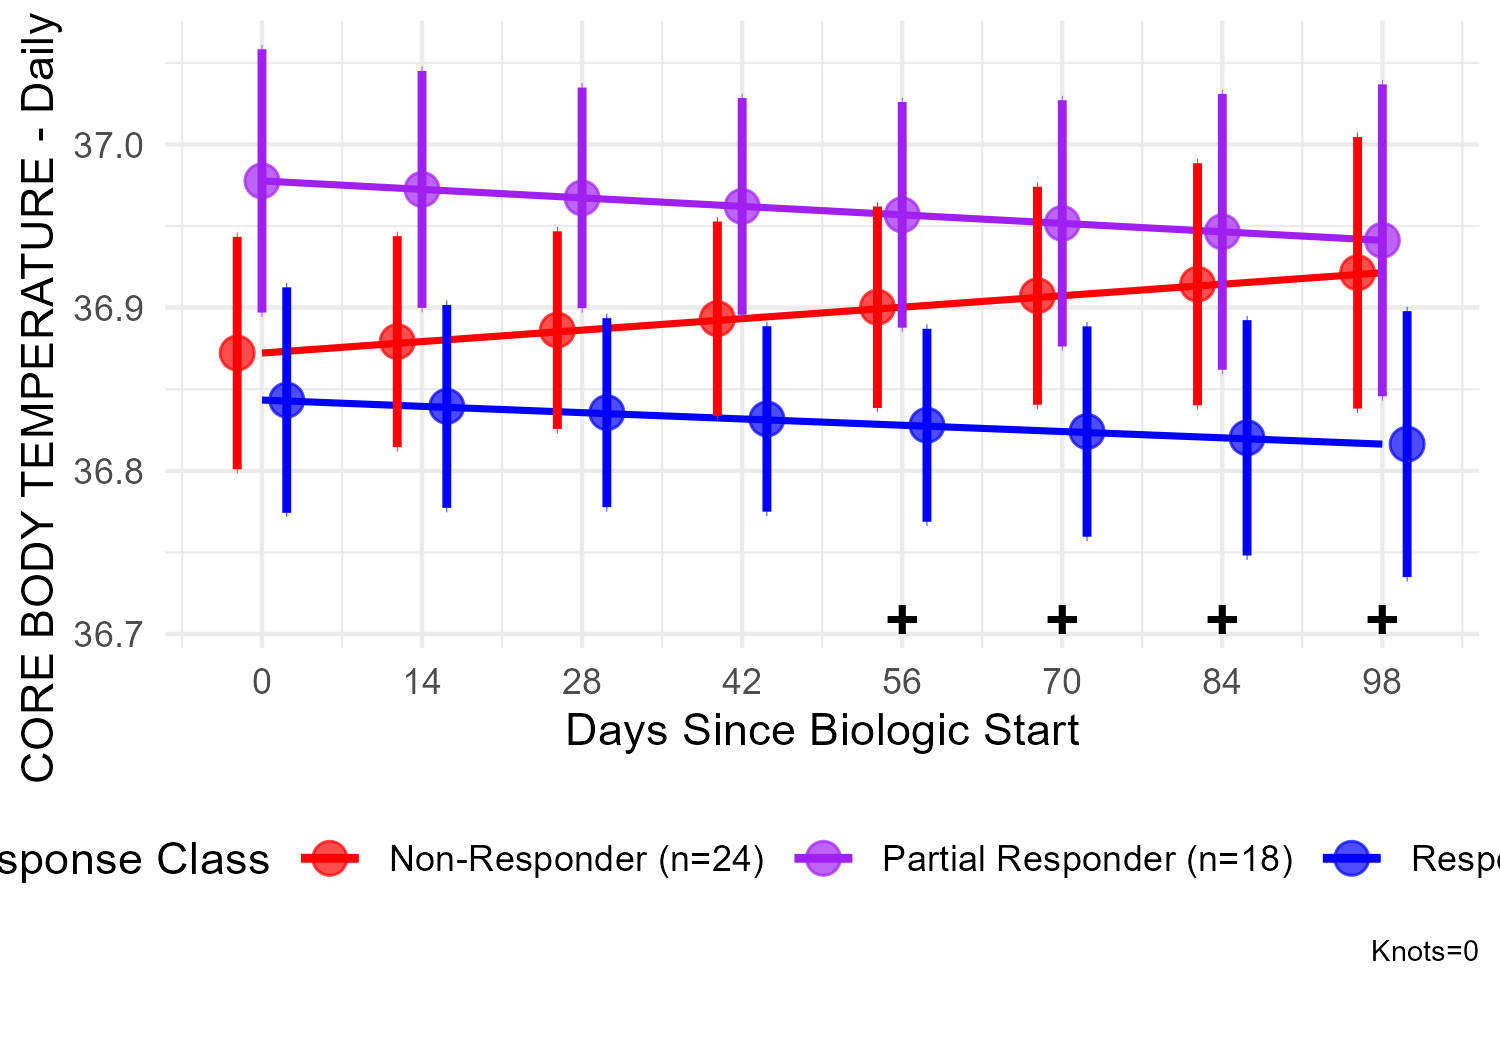 CORE BODY TEMPERATURE - Daily
37.0
36.9
36.8
36.7
0 14 28 42 56 70 84 98
Days Since Biologic Start
sponse Class Non-Responder (n=24) Partial Responder (n=18) Resp
Knots=0